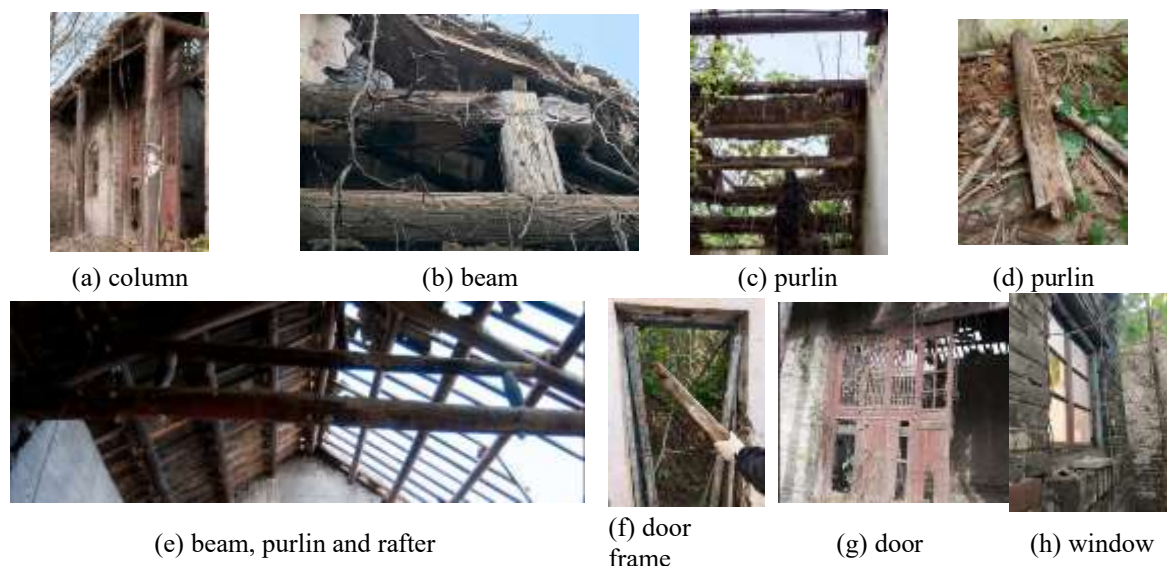 (a) column
(b) beam
(c) purlin
(d) purlin
(e) beam, purlin and rafter
(f) door
frame
(g) door
(h) window